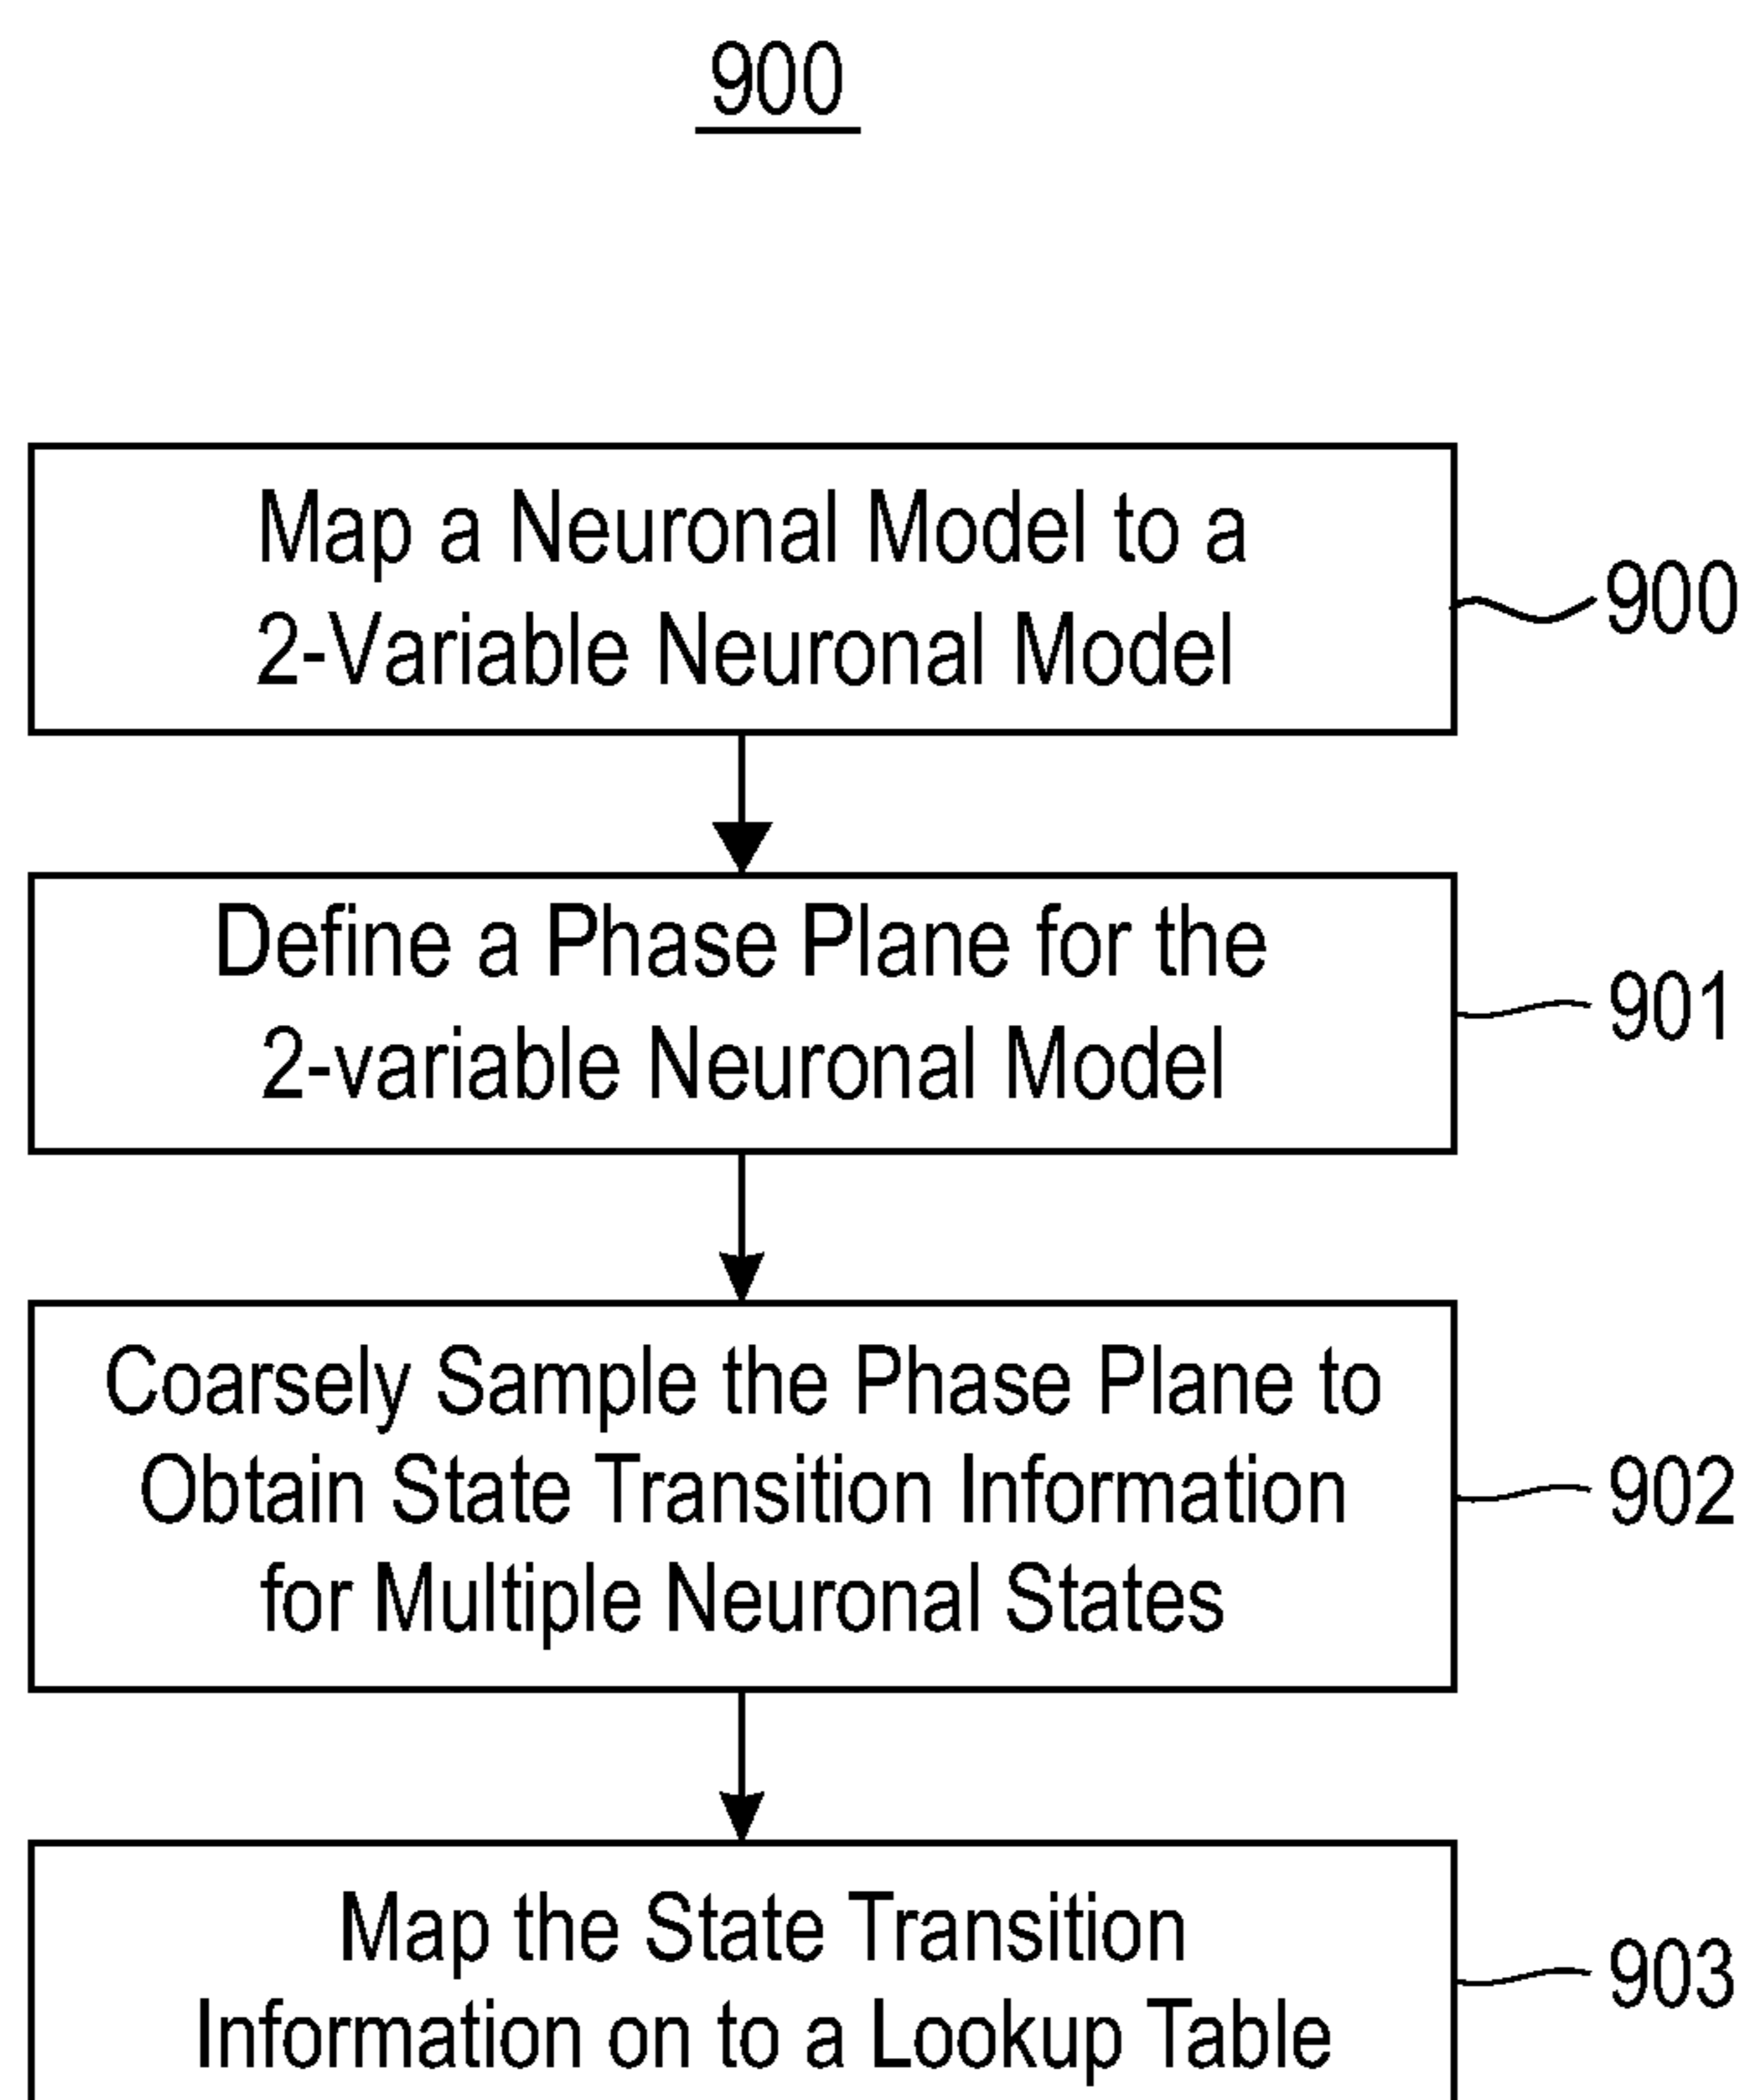 900
Map a Neuronal Model to a
2-Variable Neuronal Model
900
Define a Phase Plane for the
2-variable Neuronal Model
901
Coarsely Sample the Phase Plane to
Obtain State Transition Information
for Multiple Neuronal States
902
Map the State Transition
Information on to a Lookup Table
903